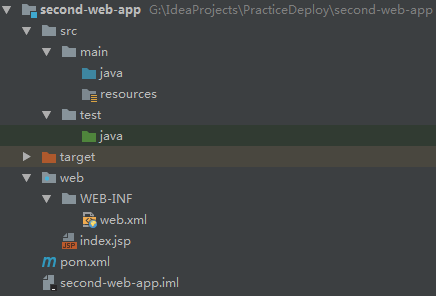 second-web-app G:\IdeaProjects\PracticeDeploy\second-web-app
src
main
java
resources
test
java
target
web
WEB-INF
web.xml
JSP index.jsp
m pom.xml
second-web-app.iml